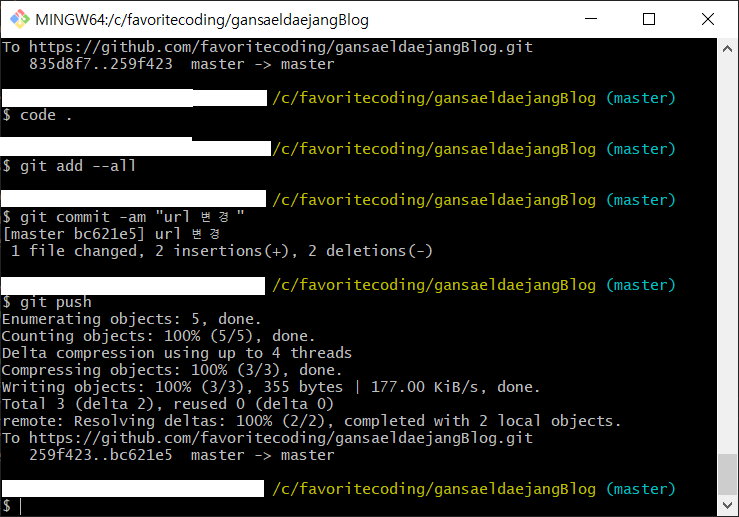 MINGW64:/c/favoritecoding/gansaeldaejangBlog
To https://github.com/favoritecoding/gansaeldaejangBlog.git
   835d8f7..259f423  master -> master
/c/favoritecoding/gansaeldaejangBlog (master)
$ code .
/c/favoritecoding/gansaeldaejangBlog (master)
$ git add --all
/c/favoritecoding/gansaeldaejangBlog (master)
$ git commit -am "url 변경"
[master bc621e5] url 변경
 1 file changed, 2 insertions(+), 2 deletions(-)
/c/favoritecoding/gansaeldaejangBlog (master)
$ git push
Enumerating objects: 5, done.
Counting objects: 100% (5/5), done.
Delta compression using up to 4 threads
Compressing objects: 100% (3/3), done.
Writing objects: 100% (3/3), 355 bytes | 177.00 KiB/s, done.
Total 3 (delta 2), reused 0 (delta 0)
remote: Resolving deltas: 100% (2/2), completed with 2 local objects.
To https://github.com/favoritecoding/gansaeldaejangBlog.git
   259f423..bc621e5  master -> master
/c/favoritecoding/gansaeldaejangBlog (master)
$